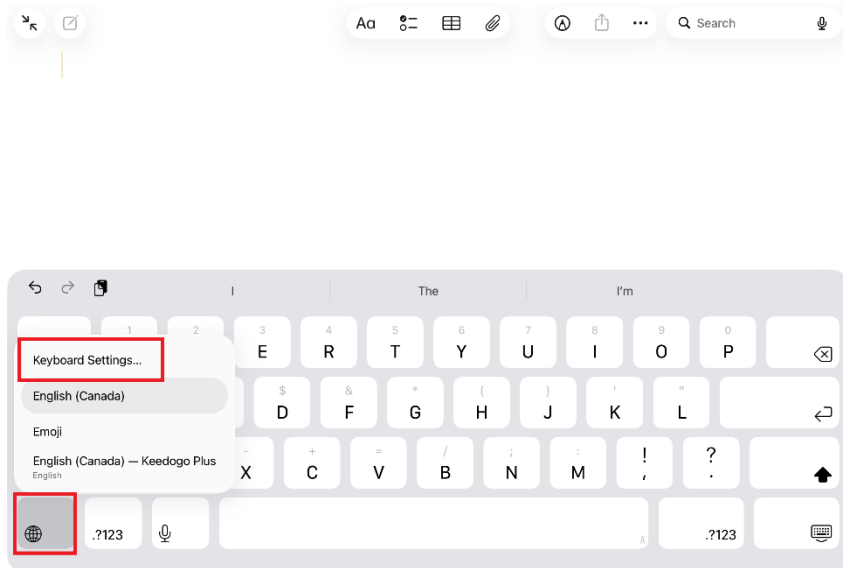 Aa
Search
I
The
I'm
1
2
3
E
4
R
5
T
6
Y
7
U
8
I
9
O
0
P
Keyboard Settings...
English (Canada)
Emoji
English (Canada) — Keedogo Plus
English
$
D
&
F
*
G
(
H
)
J
'
K
"
L
-
X
+
C
=
V
/
B
;
N
:
M
!
,
?
.
.?123
A
.?123